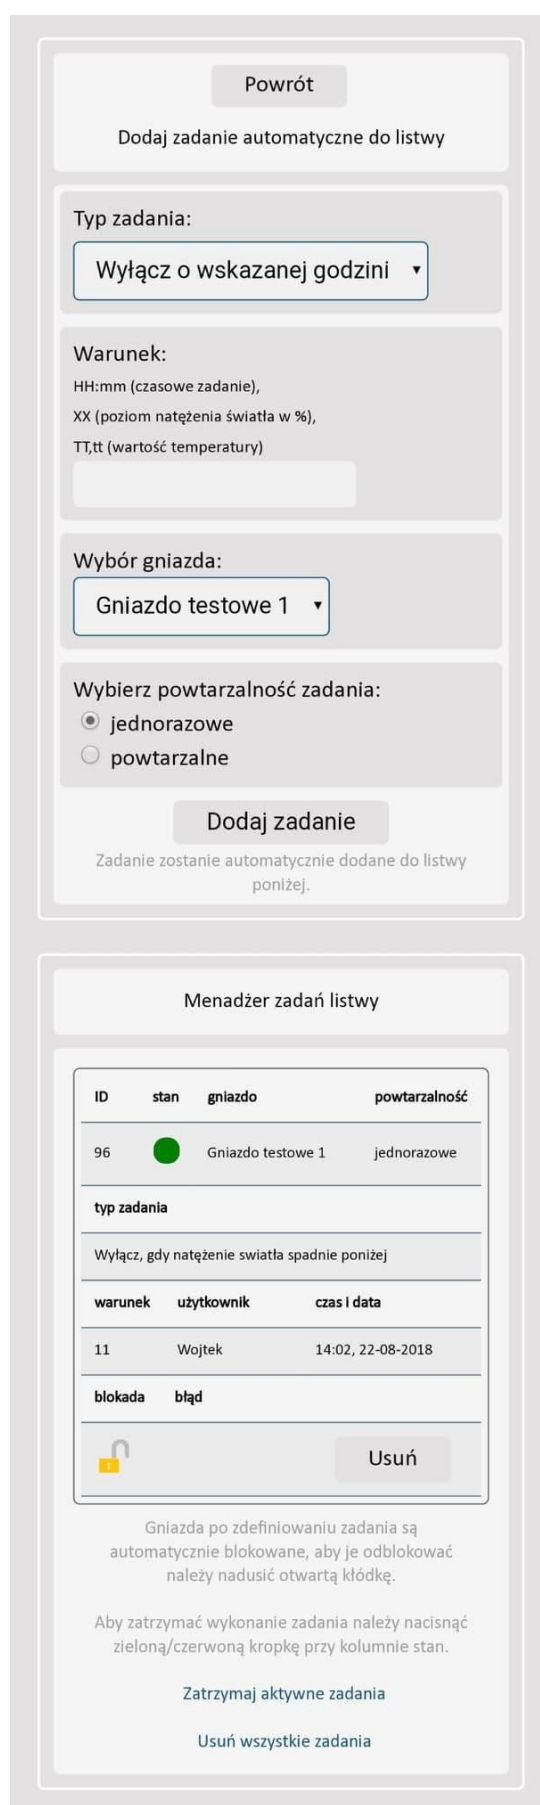 Powrót
Dodaj zadanie automatyczne do listwy
Typ zadania:
Wyłącz o wskazanej godzini
Warunek:
HH:mm (czasowe zadanie),
XX (poziom natężenia światła w %),
TT,tt (wartość temperatury)
Wybór gniazda:
Gniazdo testowe 1
Wybierz powtarzalność zadania:
jednorazowe
powtarzalne
Dodaj zadanie
Zadanie zostanie automatycznie dodane do listwy
poniżej.
Menadżer zadań listwy
ID stan gniazdo powtarzalność
96 Gniazdo testowe 1 jednorazowe
typ zadania
Wyłącz, gdy natężenie swiatła spadnie poniżej
warunek użytkownik czas i data
11 Wojtek 14:02, 22-08-2018
blokada błąd
Usuń
Gniazda po zdefiniowaniu zadania są
automatycznie blokowane, aby je odblokować
należy nadusić otwartą kłódkę.
Aby zatrzymać wykonanie zadania należy nacisnąć
zieloną/czerwoną kropkę przy kolumnie stan.
Zatrzymaj aktywne zadania
Usuń wszystkie zadania